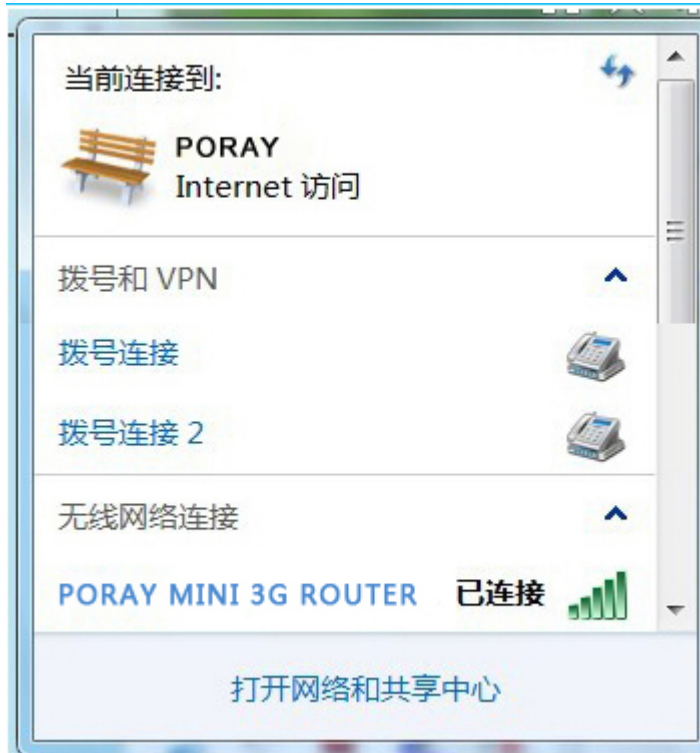 当前连接到:
PORAY
Internet 访问
拨号和 VPN
拨号连接
拨号连接 2
无线网络连接
PORAY MINI 3G ROUTER 已连接
打开网络和共享中心